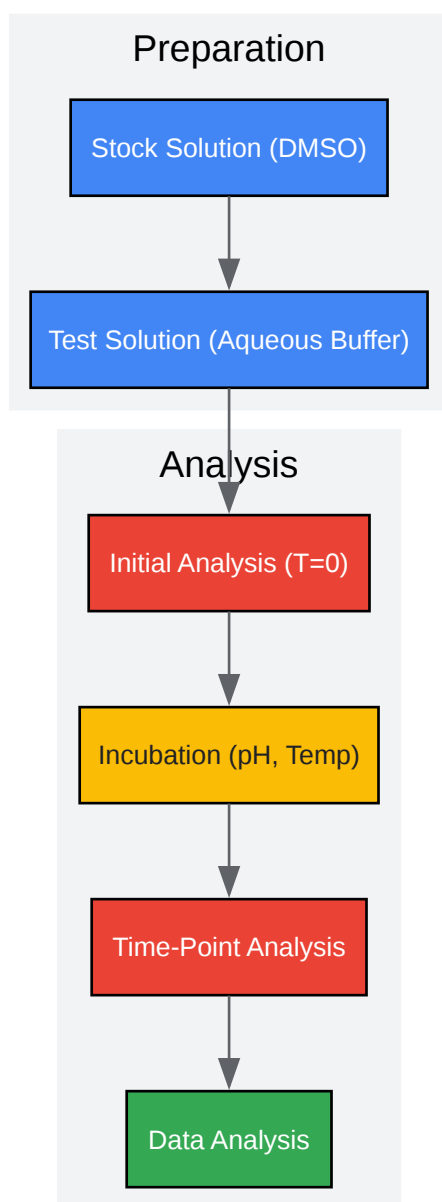 Preparation
Stock Solution (DMSO)
Test Solution (Aqueous Buffer)
Analysis
Initial Analysis (T=0)
Incubation (pH, Temp)
Time-Point Analysis
Data Analysis